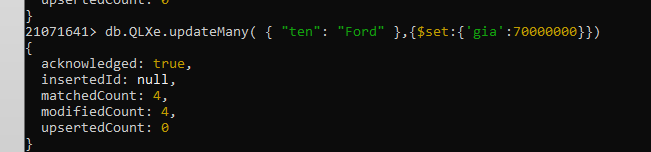 upsertedCount: 0
}
21071641> db.QLXe.updateMany( { "ten": "Ford" },{$set:{'gia':70000000}})
{
  acknowledged: true,
  insertedId: null,
  matchedCount: 4,
  modifiedCount: 4,
  upsertedCount: 0
}